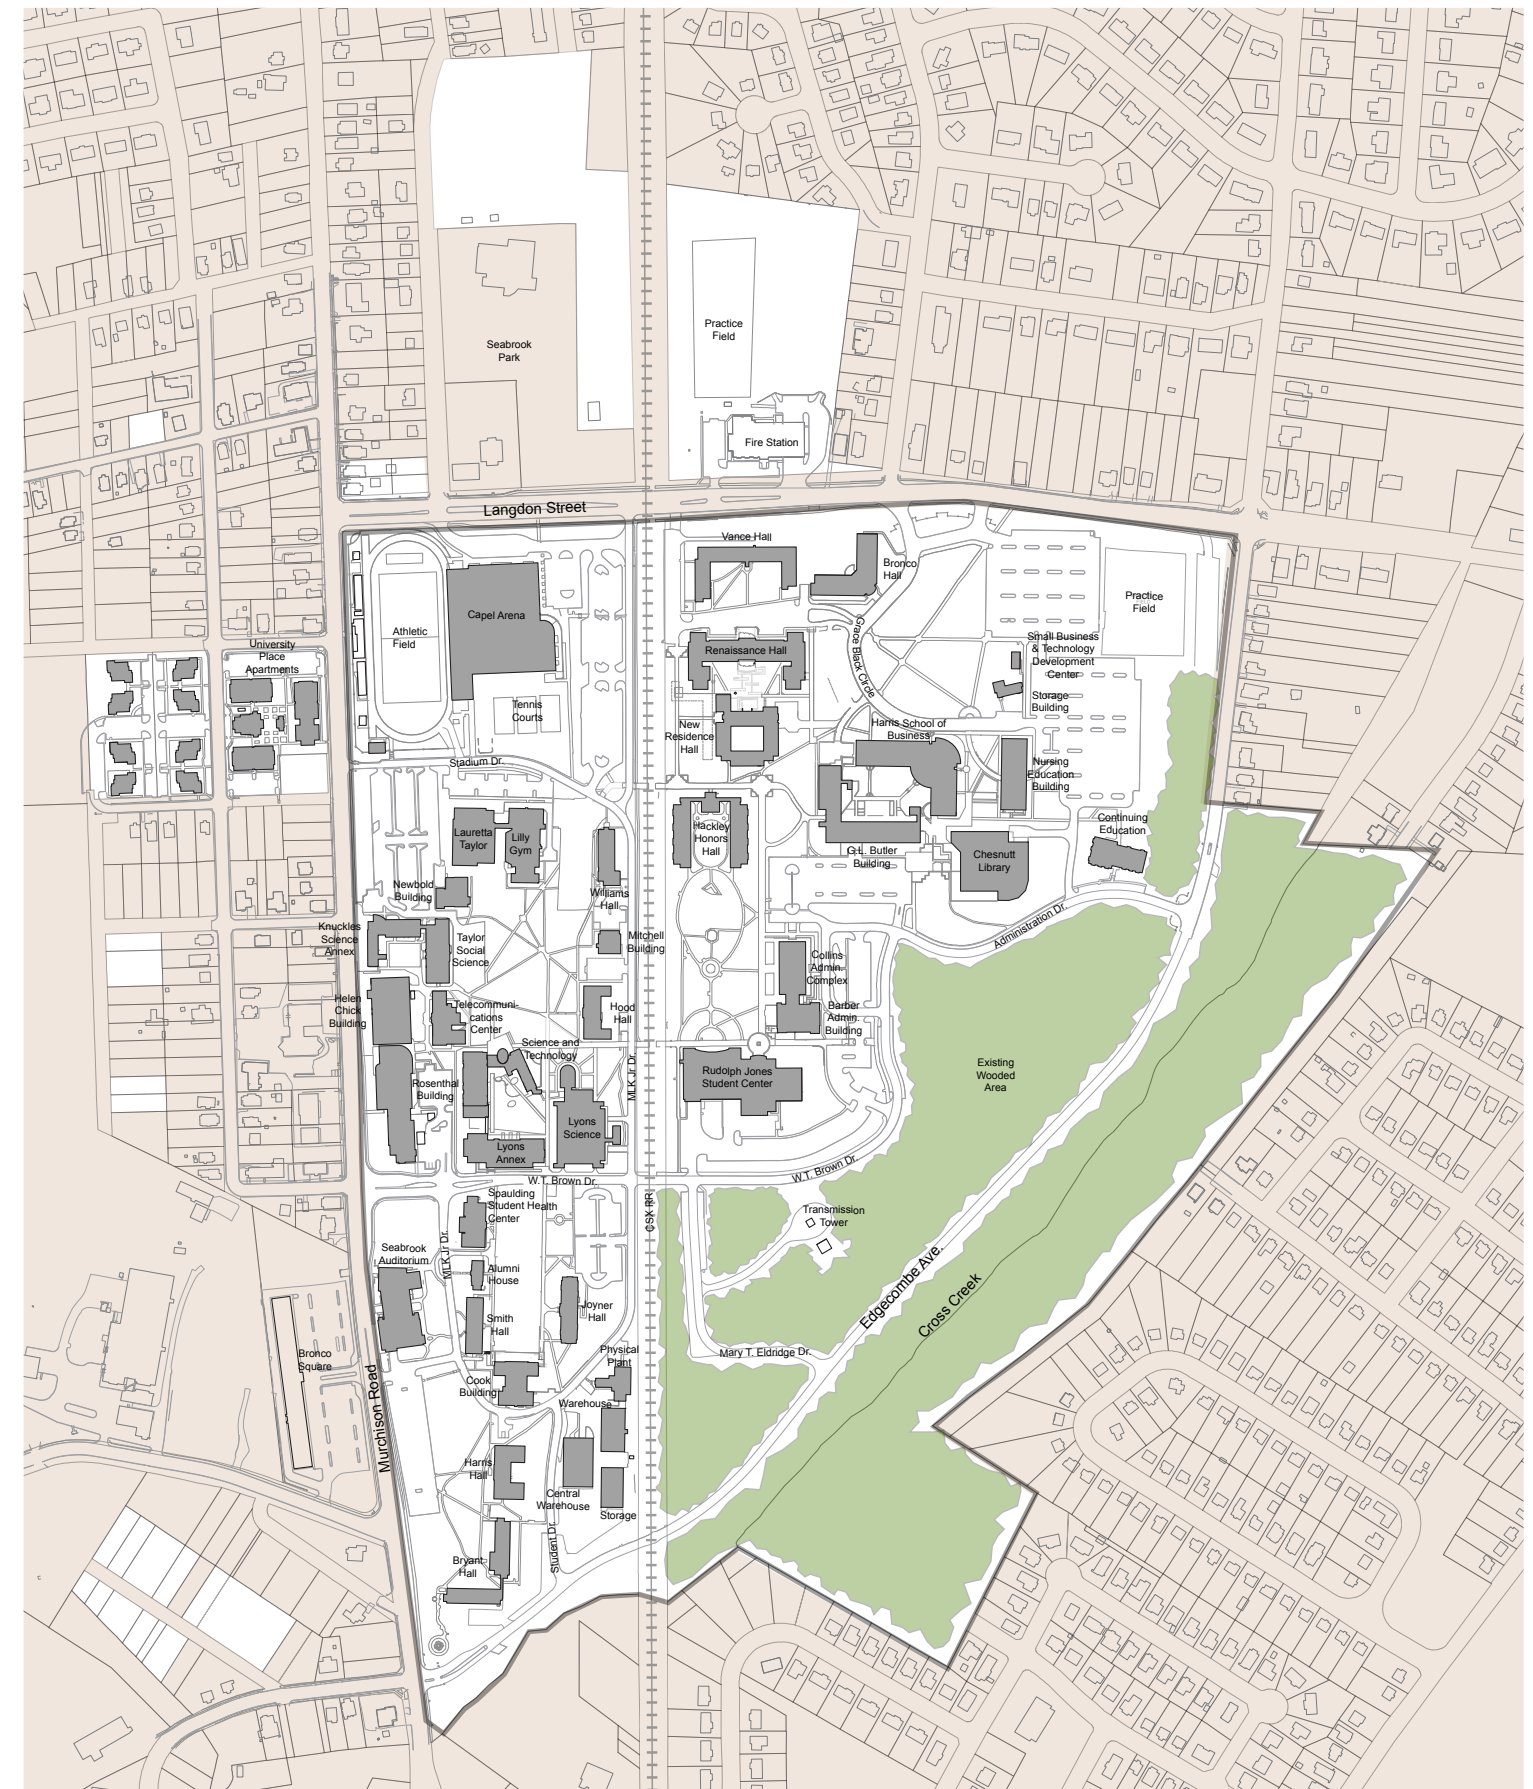 Seabrook
Park
Practice
Field
Fire Station
Langdon Street
Vance Hall
Bronco
Hall
Capel Arena
Athletic
Field
Practice
Field
Grace Black Circle
Renaissance Hall
Small Business
& Technology
Development
Center
University
Place
Apartments
Storage
Building
Tennis
Courts
New
Residence
Hall
Harris School of
Business
Stadium Dr.
Nursing
Education
Building
Lauretta
Taylor
Lilly
Gym
Hackley
Honors
Hall
Continuing
Education
G.L. Butler
Building
Chesnutt
Library
Newbold
Building
Williams
Hall
Administration Dr.
Knuckles
Science
Annex
Taylor
Social
Science
Mitchell
Building
Collins
Admin.
Complex
Helen
Chick
Building
Telecommuni-
cations
Center
Hood
Hall
Barber
Admin.
Building
Science and
Technology
MLK Jr Dr.
Rudolph Jones
Student Center
Existing
Wooded
Area
Rosenthal
Building
Lyons
Science
Lyons
Annex
W.T. Brown Dr.
W.T. Brown Dr.
CSX RR
Spaulding
Student Health
Center
Transmission
Tower
Seabrook
Auditorium
MLK Jr Dr.
Alumni
House
Edgecombe Ave.
Cross Creek
Smith
Hall
Joyner
Hall
Bronco
Square
Physical
Plant
Mary T. Eldridge Dr.
Murchison Road
Cook
Building
Warehouse
Harris
Hall
Central
Warehouse
Storage
Student Dr.
Bryant
Hall